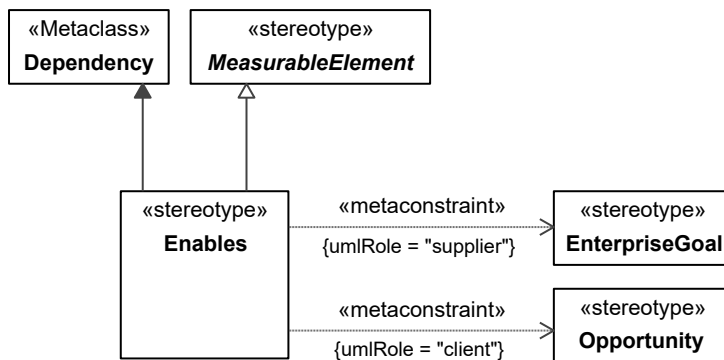 «Metaclass»
Dependency
«stereotype»
MeasurableElement
«stereotype»
Enables
«metaconstraint»
{umlRole = "supplier"}
«stereotype»
EnterpriseGoal
«metaconstraint»
{umlRole = "client"}
«stereotype»
Opportunity